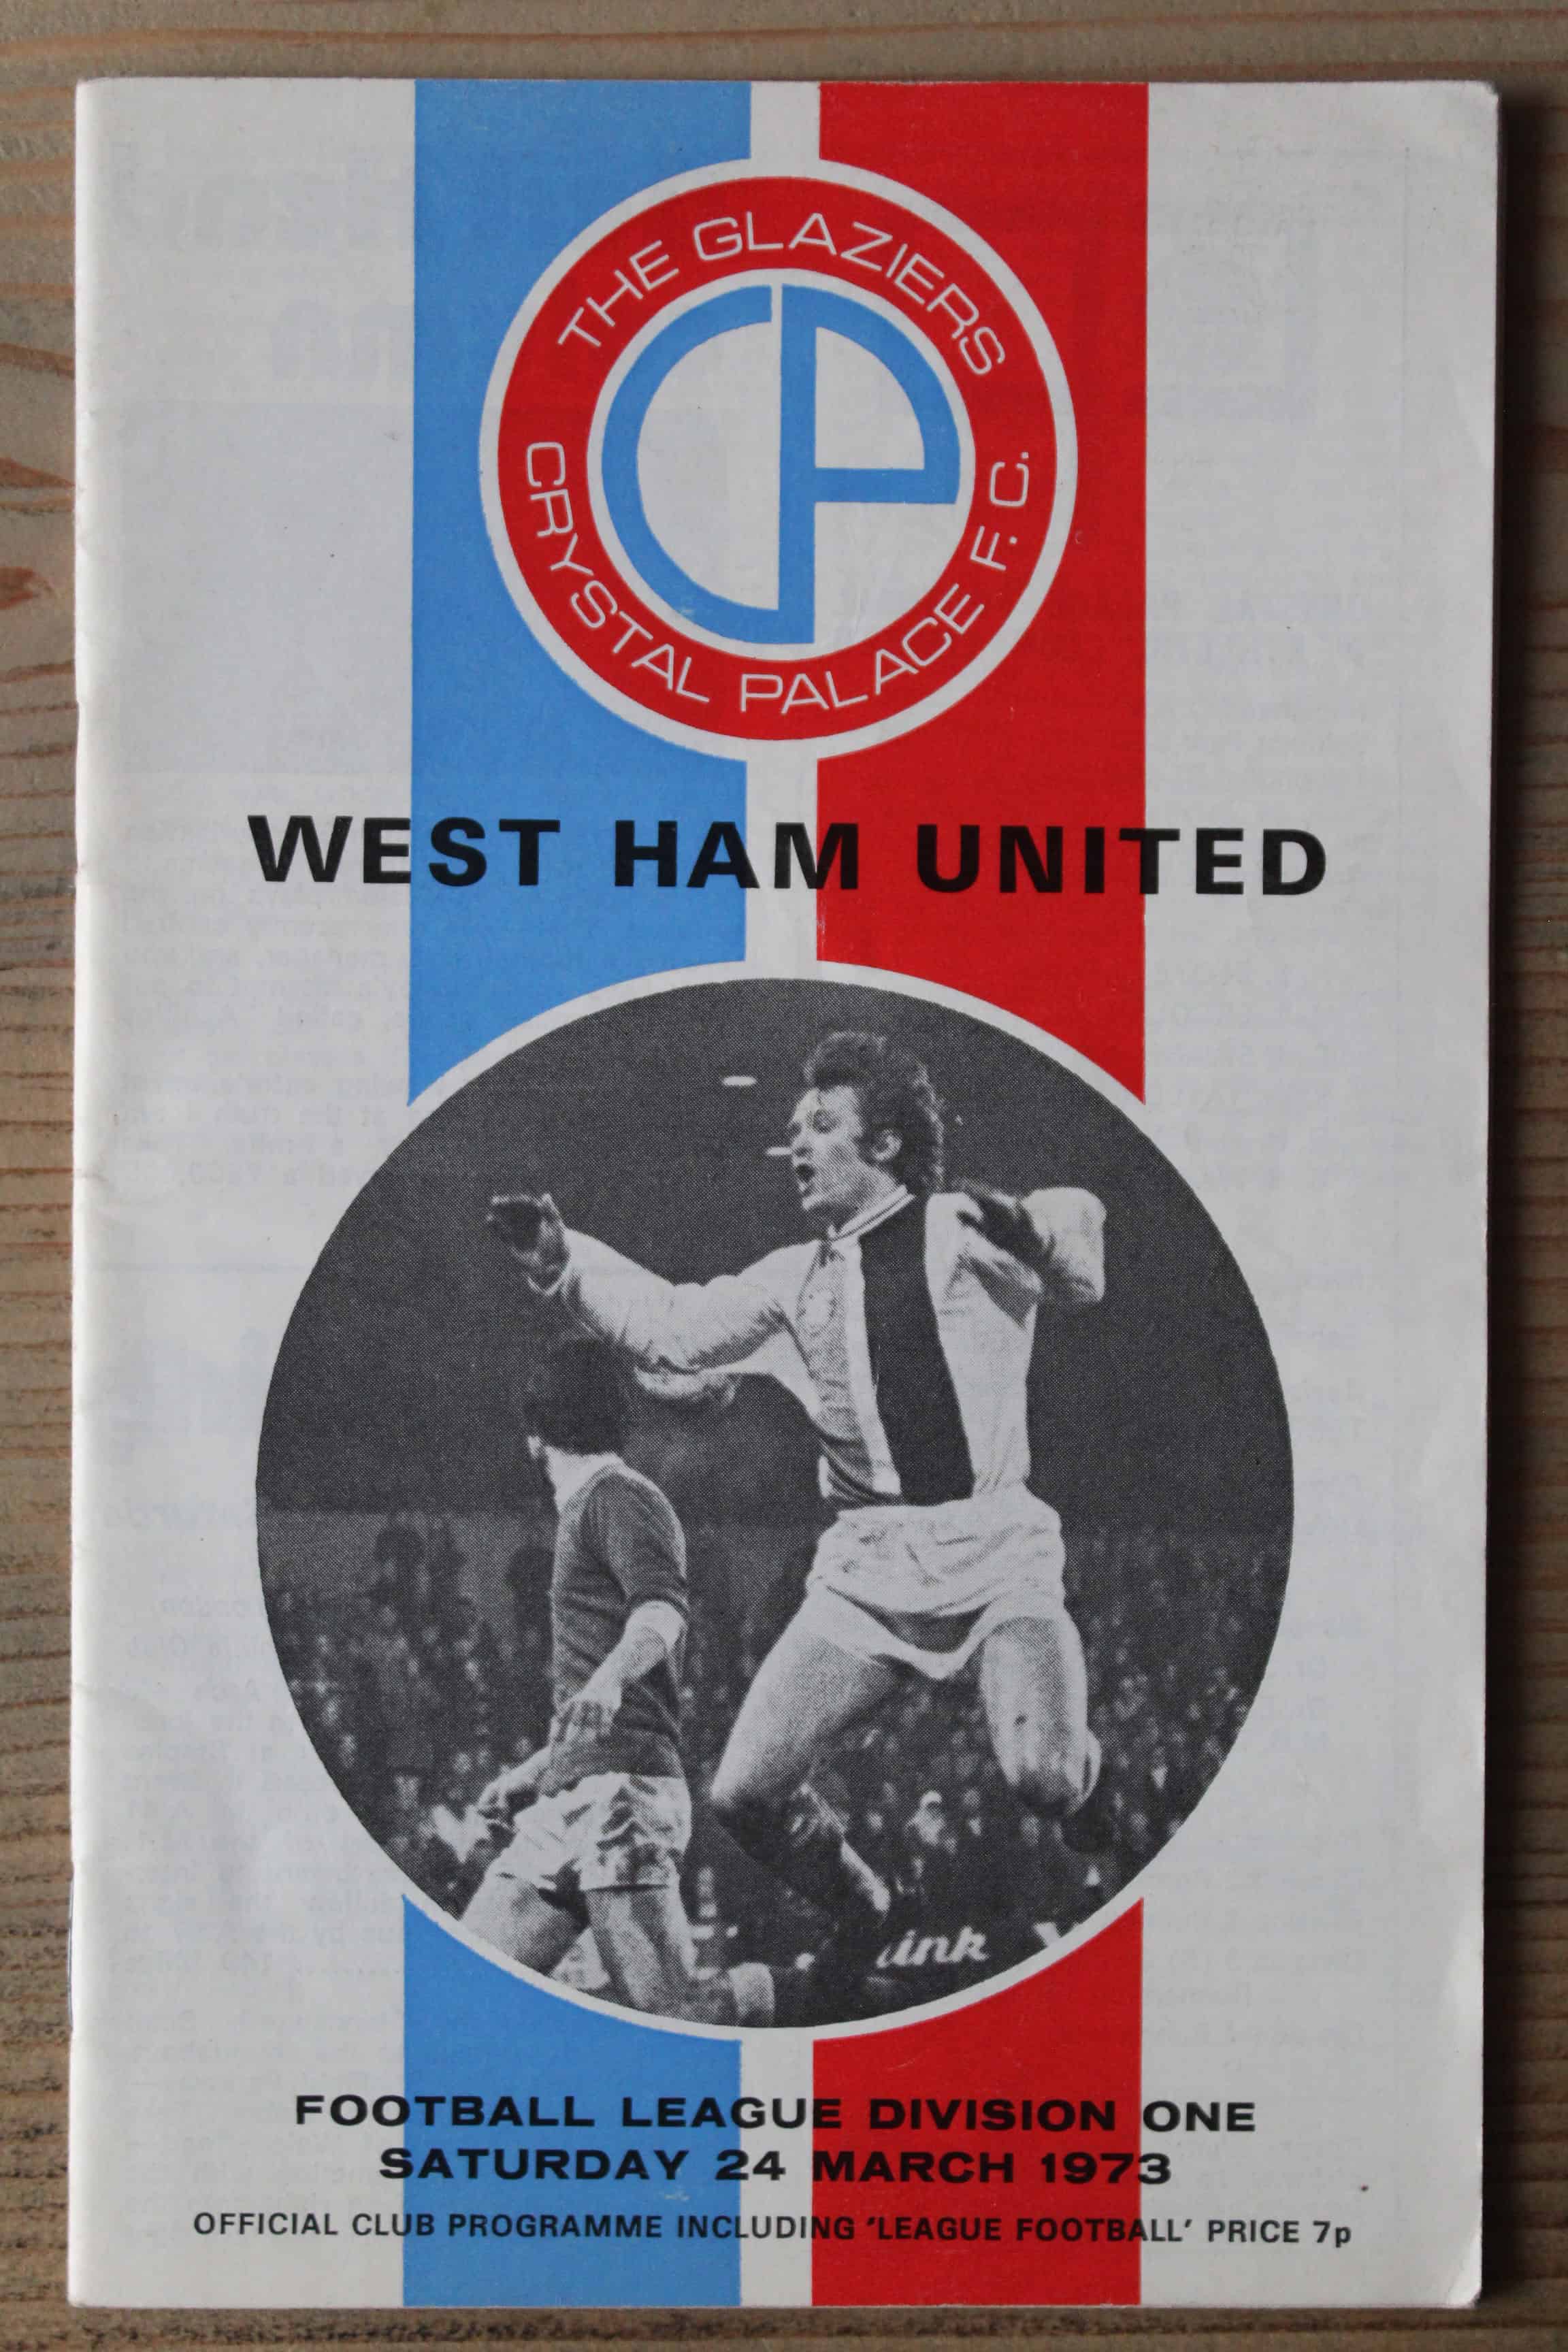 THE GLAZIERS
CP
CRYSTAL PALACE F.C.
WEST HAM UNITED
FOOTBALL LEAGUE DIVISION ONE
SATURDAY 24 MARCH 1973
OFFICIAL CLUB PROGRAMME INCLUDING 'LEAGUE FOOTBALL' PRICE 7p